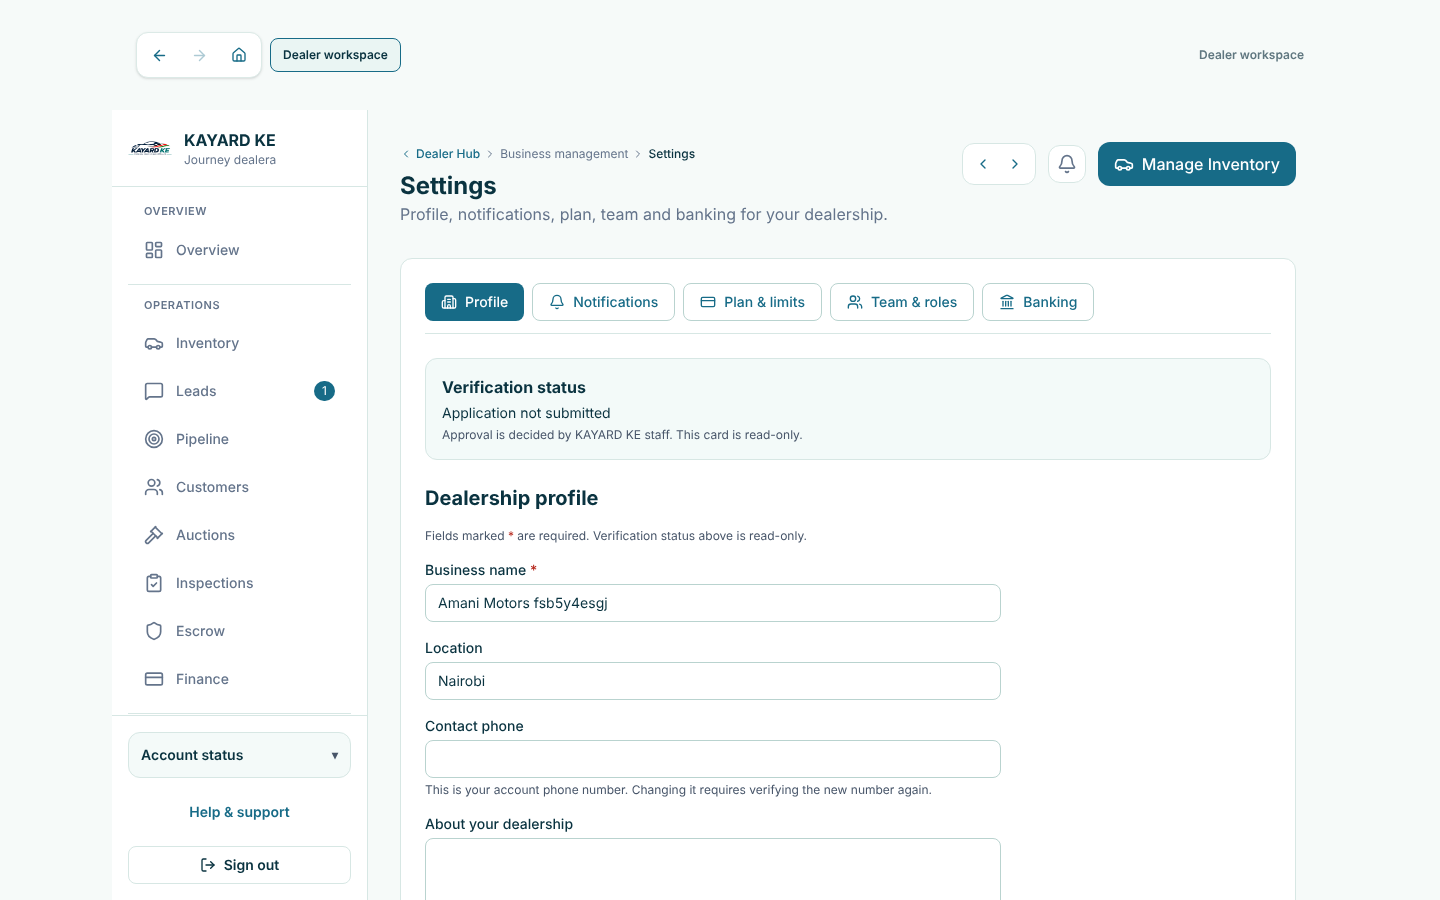 Dealer workspace
Dealer workspace
KAYARD KE
KAYARD KE
Journey dealera
OVERVIEW
Overview
OPERATIONS
Inventory
Leads
1
Pipeline
Customers
Auctions
Inspections
Escrow
Finance
Account status
Help & support
Sign out
Dealer Hub
Business management
Settings
Settings
Profile, notifications, plan, team and banking for your dealership.
Manage Inventory
Profile
Notifications
Plan & limits
Team & roles
Banking
Verification status
Application not submitted
Approval is decided by KAYARD KE staff. This card is read-only.
Dealership profile
Fields marked * are required. Verification status above is read-only.
Business name *
Amani Motors fsb5y4esgj
Location
Nairobi
Contact phone
This is your account phone number. Changing it requires verifying the new number again.
About your dealership